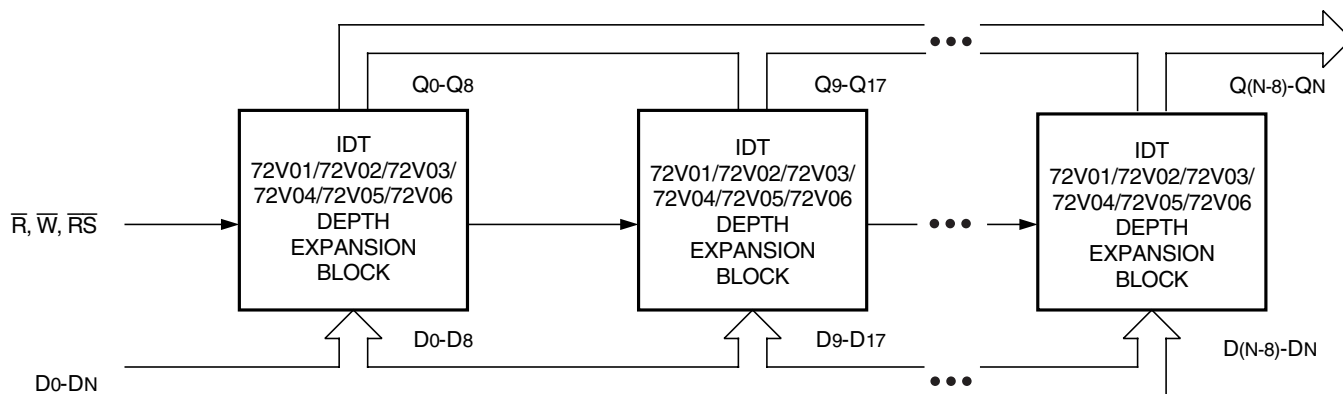 Q0-Q8
Q9-Q17
Q(N-8)-QN
IDT
72V01/72V02/72V03/
72V04/72V05/72V06
DEPTH
EXPANSION
BLOCK
IDT
72V01/72V02/72V03/
72V04/72V05/72V06
DEPTH
EXPANSION
BLOCK
IDT
72V01/72V02/72V03/
72V04/72V05/72V06
DEPTH
EXPANSION
BLOCK
R̅, W̅, R̅S̅
D0-D8
D9-D17
D(N-8)-DN
D0-DN